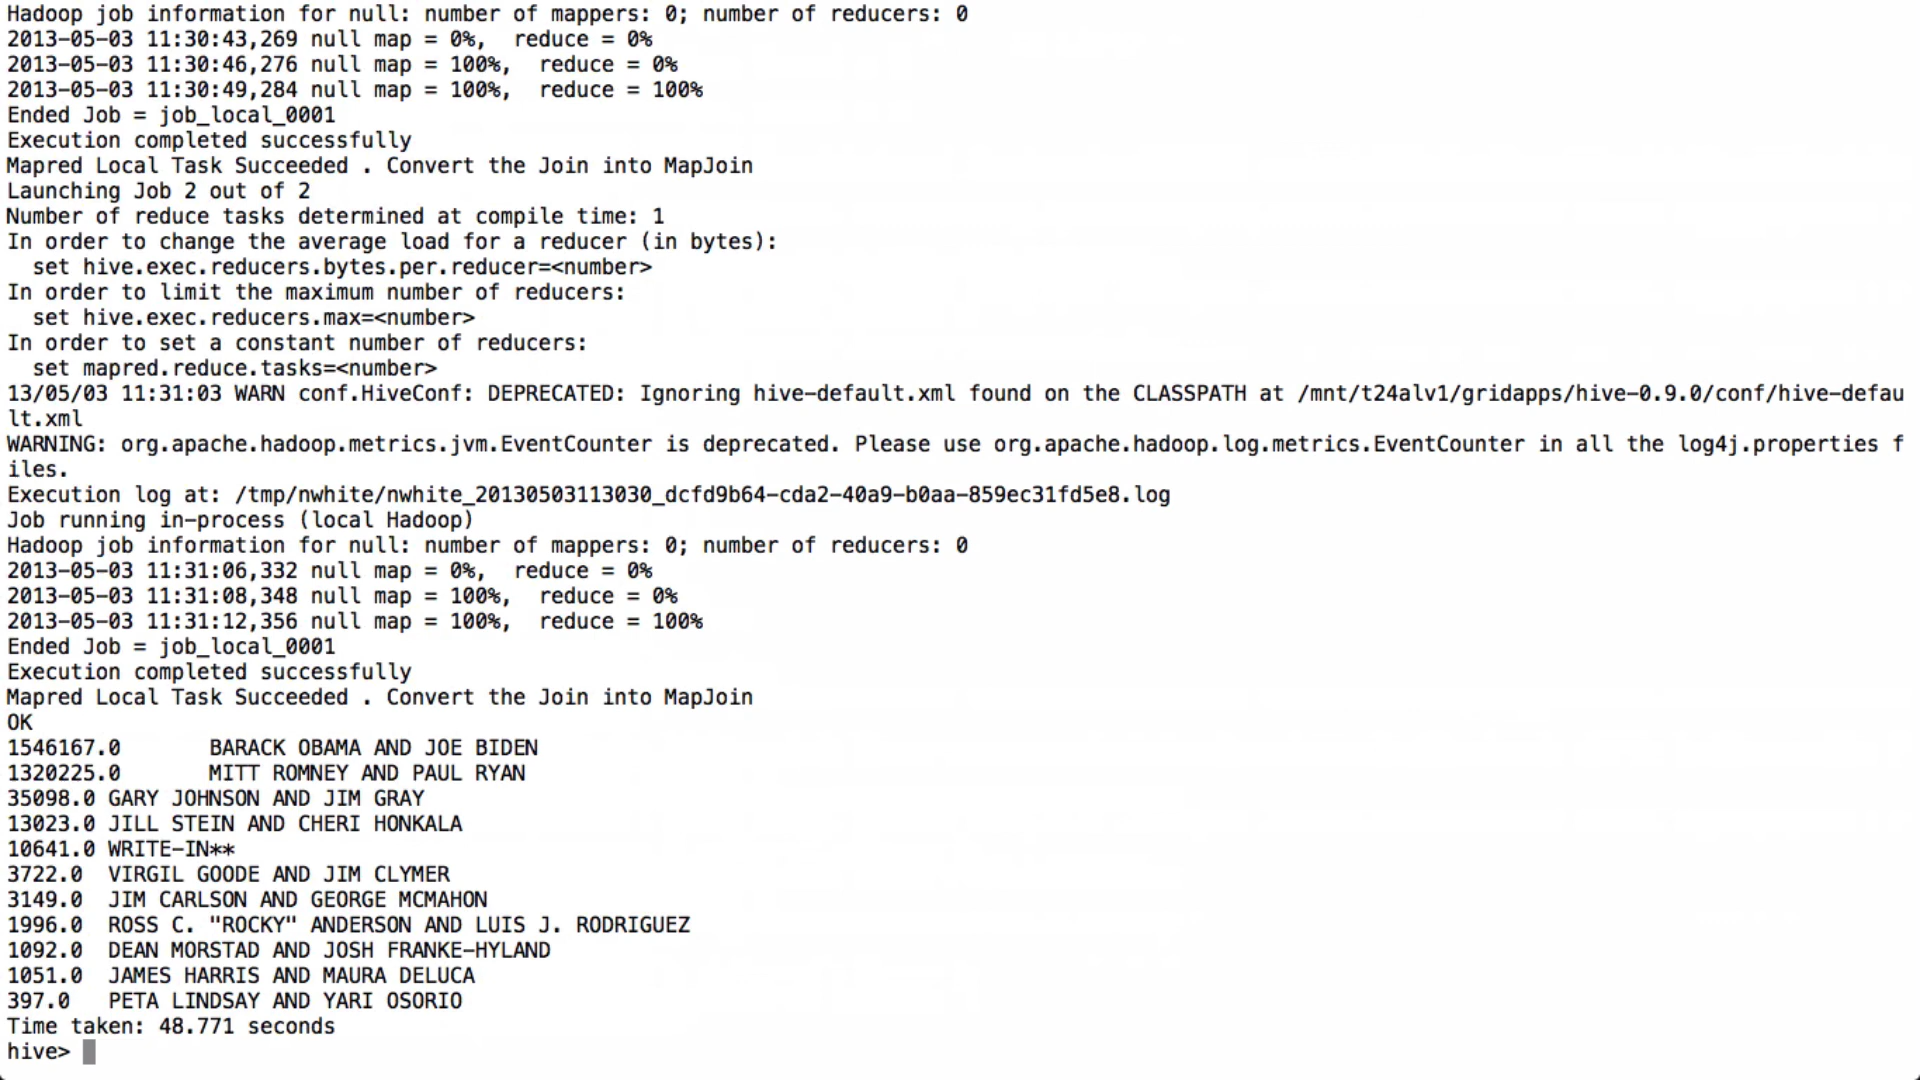 Hadoop job information for null: number of mappers: 0; number of reducers: 0
2013-05-03 11:30:43,269 null map = 0%,  reduce = 0%
2013-05-03 11:30:46,276 null map = 100%,  reduce = 0%
2013-05-03 11:30:49,284 null map = 100%,  reduce = 100%
Ended Job = job_local_0001
Execution completed successfully
Mapred Local Task Succeeded . Convert the Join into MapJoin
Launching Job 2 out of 2
Number of reduce tasks determined at compile time: 1
In order to change the average load for a reducer (in bytes):
  set hive.exec.reducers.bytes.per.reducer=<number>
In order to limit the maximum number of reducers:
  set hive.exec.reducers.max=<number>
In order to set a constant number of reducers:
  set mapred.reduce.tasks=<number>
13/05/03 11:31:03 WARN conf.HiveConf: DEPRECATED: Ignoring hive-default.xml found on the CLASSPATH at /mnt/t24alv1/gridapps/hive-0.9.0/conf/hive-defau
lt.xml
WARNING: org.apache.hadoop.metrics.jvm.EventCounter is deprecated. Please use org.apache.hadoop.log.metrics.EventCounter in all the log4j.properties f
iles.
Execution log at: /tmp/nwhite/nwhite_20130503113030_dcfd9b64-cda2-40a9-b0aa-859ec31fd5e8.log
Job running in-process (local Hadoop)
Hadoop job information for null: number of mappers: 0; number of reducers: 0
2013-05-03 11:31:06,332 null map = 0%,  reduce = 0%
2013-05-03 11:31:08,348 null map = 100%,  reduce = 0%
2013-05-03 11:31:12,356 null map = 100%,  reduce = 100%
Ended Job = job_local_0001
Execution completed successfully
Mapred Local Task Succeeded . Convert the Join into MapJoin
OK
1546167.0       BARACK OBAMA AND JOE BIDEN
1320225.0       MITT ROMNEY AND PAUL RYAN
35098.0 GARY JOHNSON AND JIM GRAY
13023.0 JILL STEIN AND CHERI HONKALA
10641.0 WRITE-IN**
3722.0  VIRGIL GOODE AND JIM CLYMER
3149.0  JIM CARLSON AND GEORGE MCMAHON
1996.0  ROSS C. "ROCKY" ANDERSON AND LUIS J. RODRIGUEZ
1092.0  DEAN MORSTAD AND JOSH FRANKE-HYLAND
1051.0  JAMES HARRIS AND MAURA DELUCA
397.0   PETA LINDSAY AND YARI OSORIO
Time taken: 48.771 seconds
hive>